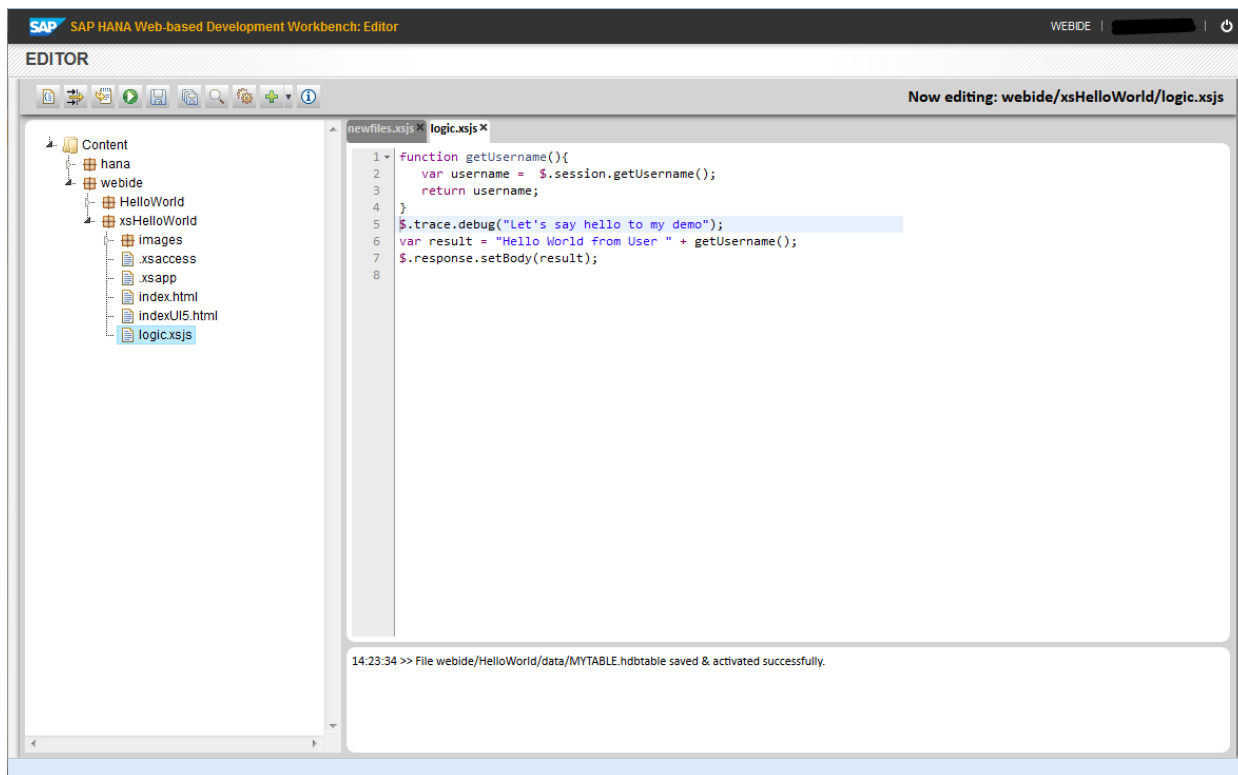 SAP SAP HANA Web-based Development Workbench: Editor WEBIDE | |
EDITOR
Now editing: webide/xsHelloWorld/logic.xsjs
Content
hana
webide
HelloWorld
xsHelloWorld
images
.xsaccess
.xsapp
index.html
indexUI5.html
logic.xsjs
newfiles.xsjs logic.xsjs
1 function getUsername(){
2 var username = $.session.getUsername();
3 return username;
4 }
5 $.trace.debug("Let's say hello to my demo");
6 var result = "Hello World from User " + getUsername();
7 $.response.setBody(result);
8
14:23:34 >> File webide/HelloWorld/data/MYTABLE.hdbtable saved & activated successfully.